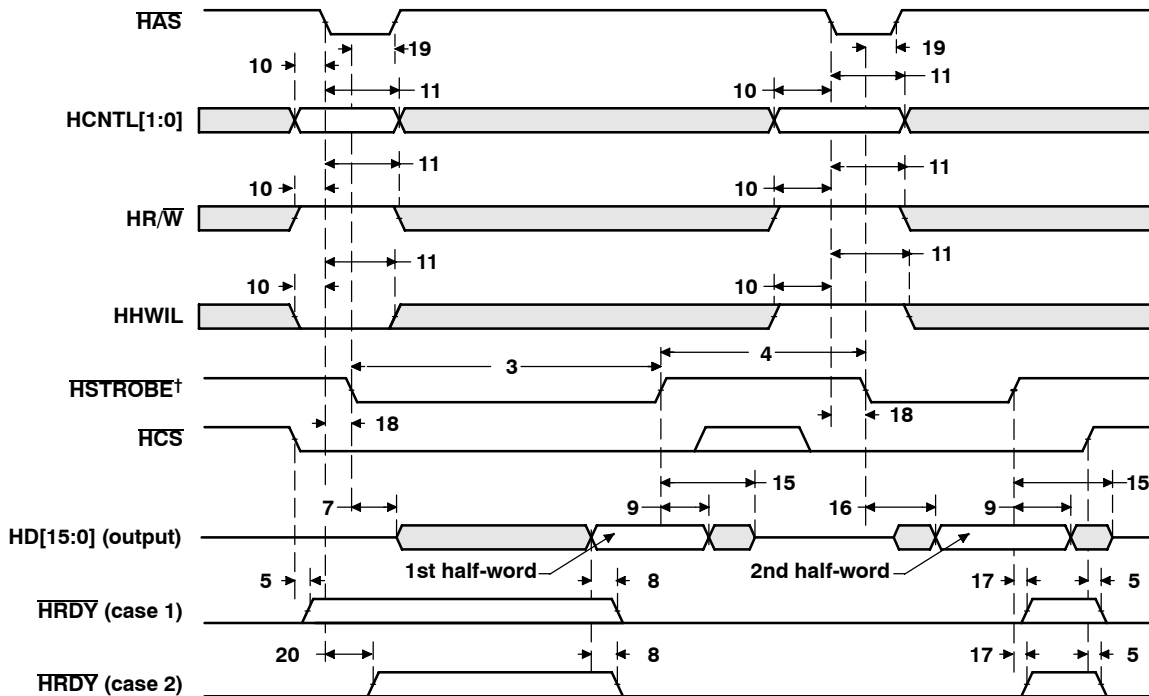 HAS
19 19
10 11
11 10
HCNTL[1:0]
11 11
10 10
HR/W
11 11
10 10
HHWIL
3 4
HSTROBE†
18 18
HCS
15 15
7 9 16 9
HD[15:0] (output)
1st half-word 2nd half-word
5 8 17 5
HRDY (case 1)
20 8 17 5
HRDY (case 2)